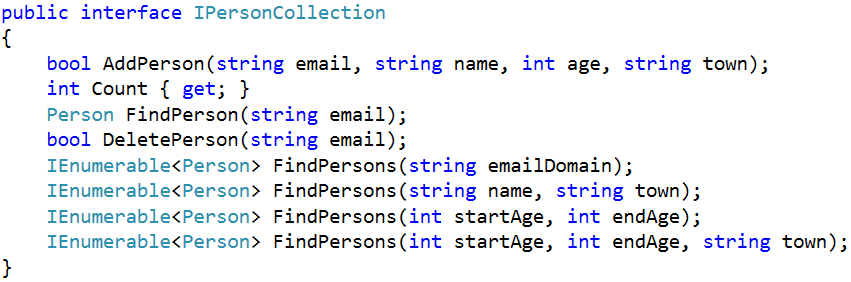 public interface IPersonCollection
{
    bool AddPerson(string email, string name, int age, string town);
    int Count { get; }
    Person FindPerson(string email);
    bool DeletePerson(string email);
    IEnumerable<Person> FindPersons(string emailDomain);
    IEnumerable<Person> FindPersons(string name, string town);
    IEnumerable<Person> FindPersons(int startAge, int endAge);
    IEnumerable<Person> FindPersons(int startAge, int endAge, string town);
}